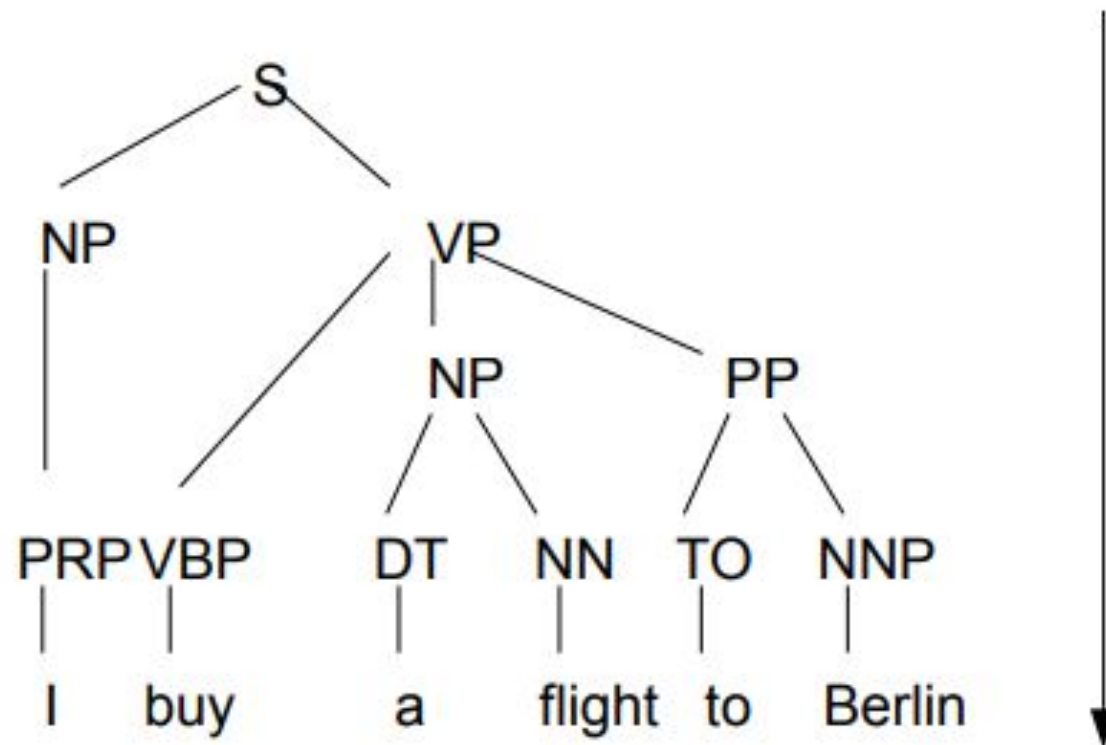 S
NP VP
NP PP
PRP VBP DT NN TO NNP
I buy a flight to Berlin